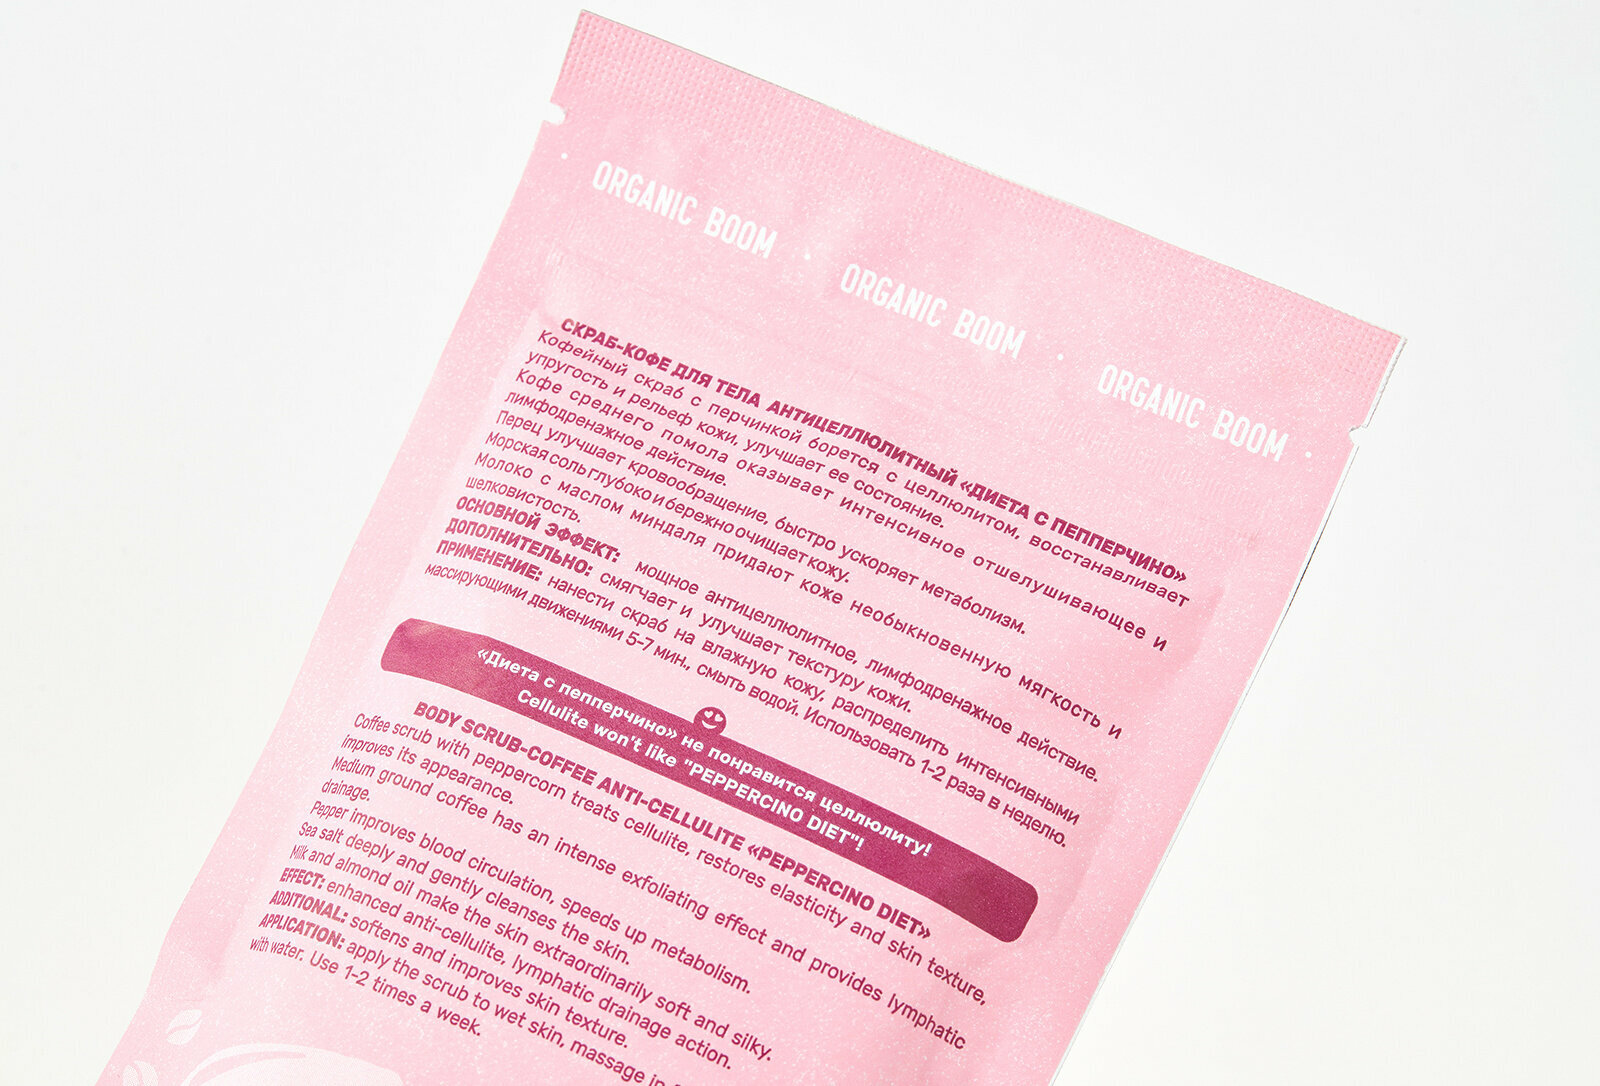 ORGANIC BOOM · ORGANIC BOOM · ORGANIC BOOM
СКРАБ-КОФЕ ДЛЯ ТЕЛА АНТИЦЕЛЛЮЛИТНЫЙ «ДИЕТА С ПЕППЕРЧИНО»
Кофейный скраб с перчинкой борется с целлюлитом, восстанавливает
упругость и рельеф кожи, улучшает ее состояние.
Кофе среднего помола оказывает интенсивное отшелушивающее и
лимфодренажное действие.
Перец улучшает кровообращение, быстро ускоряет метаболизм.
Морская соль глубоко и бережно очищает кожу.
Молоко с маслом миндаля придают коже необыкновенную мягкость и
шелковистость.
ОСНОВНОЙ ЭФФЕКТ: мощное антицеллюлитное, лимфодренажное действие.
ДОПОЛНИТЕЛЬНО: смягчает и улучшает текстуру кожи.
ПРИМЕНЕНИЕ: нанести скраб на влажную кожу, распределить интенсивными
массирующими движениями 5-7 мин., смыть водой. Использовать 1-2 раза в неделю.
«Диета с пепперчино» не понравится целлюлиту!
Cellulite won't like "PEPPERCINO DIET"!
BODY SCRUB-COFFEE ANTI-CELLULITE «PEPPERCINO DIET»
Coffee scrub with peppercorn treats cellulite, restores elasticity and skin texture,
improves its appearance.
Medium ground coffee has an intense exfoliating effect and provides lymphatic
drainage.
Pepper improves blood circulation, speeds up metabolism.
Sea salt deeply and gently cleanses the skin.
Milk and almond oil make the skin extraordinarily soft and silky.
EFFECT: enhanced anti-cellulite, lymphatic drainage action.
ADDITIONAL: softens and improves skin texture.
APPLICATION: apply the scrub to wet skin, massage in
with water. Use 1-2 times a week.